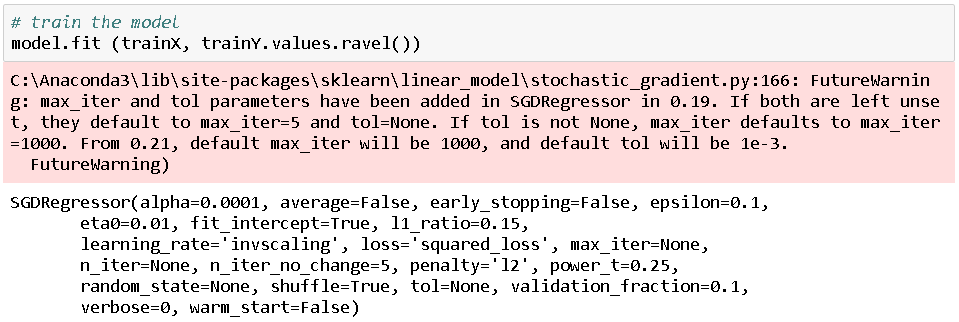 # train the model
model.fit (trainX, trainY.values.ravel())
C:\Anaconda3\lib\site-packages\sklearn\linear_model\stochastic_gradient.py:166: FutureWarnin
g: max_iter and tol parameters have been added in SGDRegressor in 0.19. If both are left unse
t, they default to max_iter=5 and tol=None. If tol is not None, max_iter defaults to max_iter
=1000. From 0.21, default max_iter will be 1000, and default tol will be 1e-3.
  FutureWarning)
SGDRegressor(alpha=0.0001, average=False, early_stopping=False, epsilon=0.1,
       eta0=0.01, fit_intercept=True, l1_ratio=0.15,
       learning_rate='invscaling', loss='squared_loss', max_iter=None,
       n_iter=None, n_iter_no_change=5, penalty='l2', power_t=0.25,
       random_state=None, shuffle=True, tol=None, validation_fraction=0.1,
       verbose=0, warm_start=False)